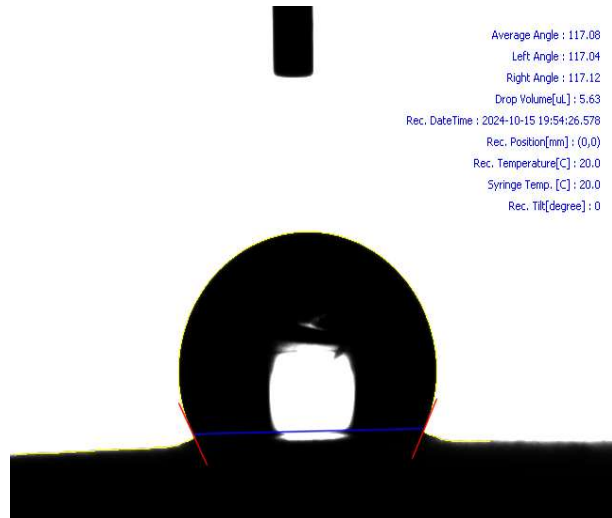 Average Angle : 117.08
Left Angle : 117.04
Right Angle : 117.12
Drop Volume[uL] : 5.63
Rec. DateTime : 2024-10-15 19:54:26.578
Rec. Position[mm] : (0,0)
Rec. Temperature[C] : 20.0
Syringe Temp. [C] : 20.0
Rec. Tilt[degree] : 0